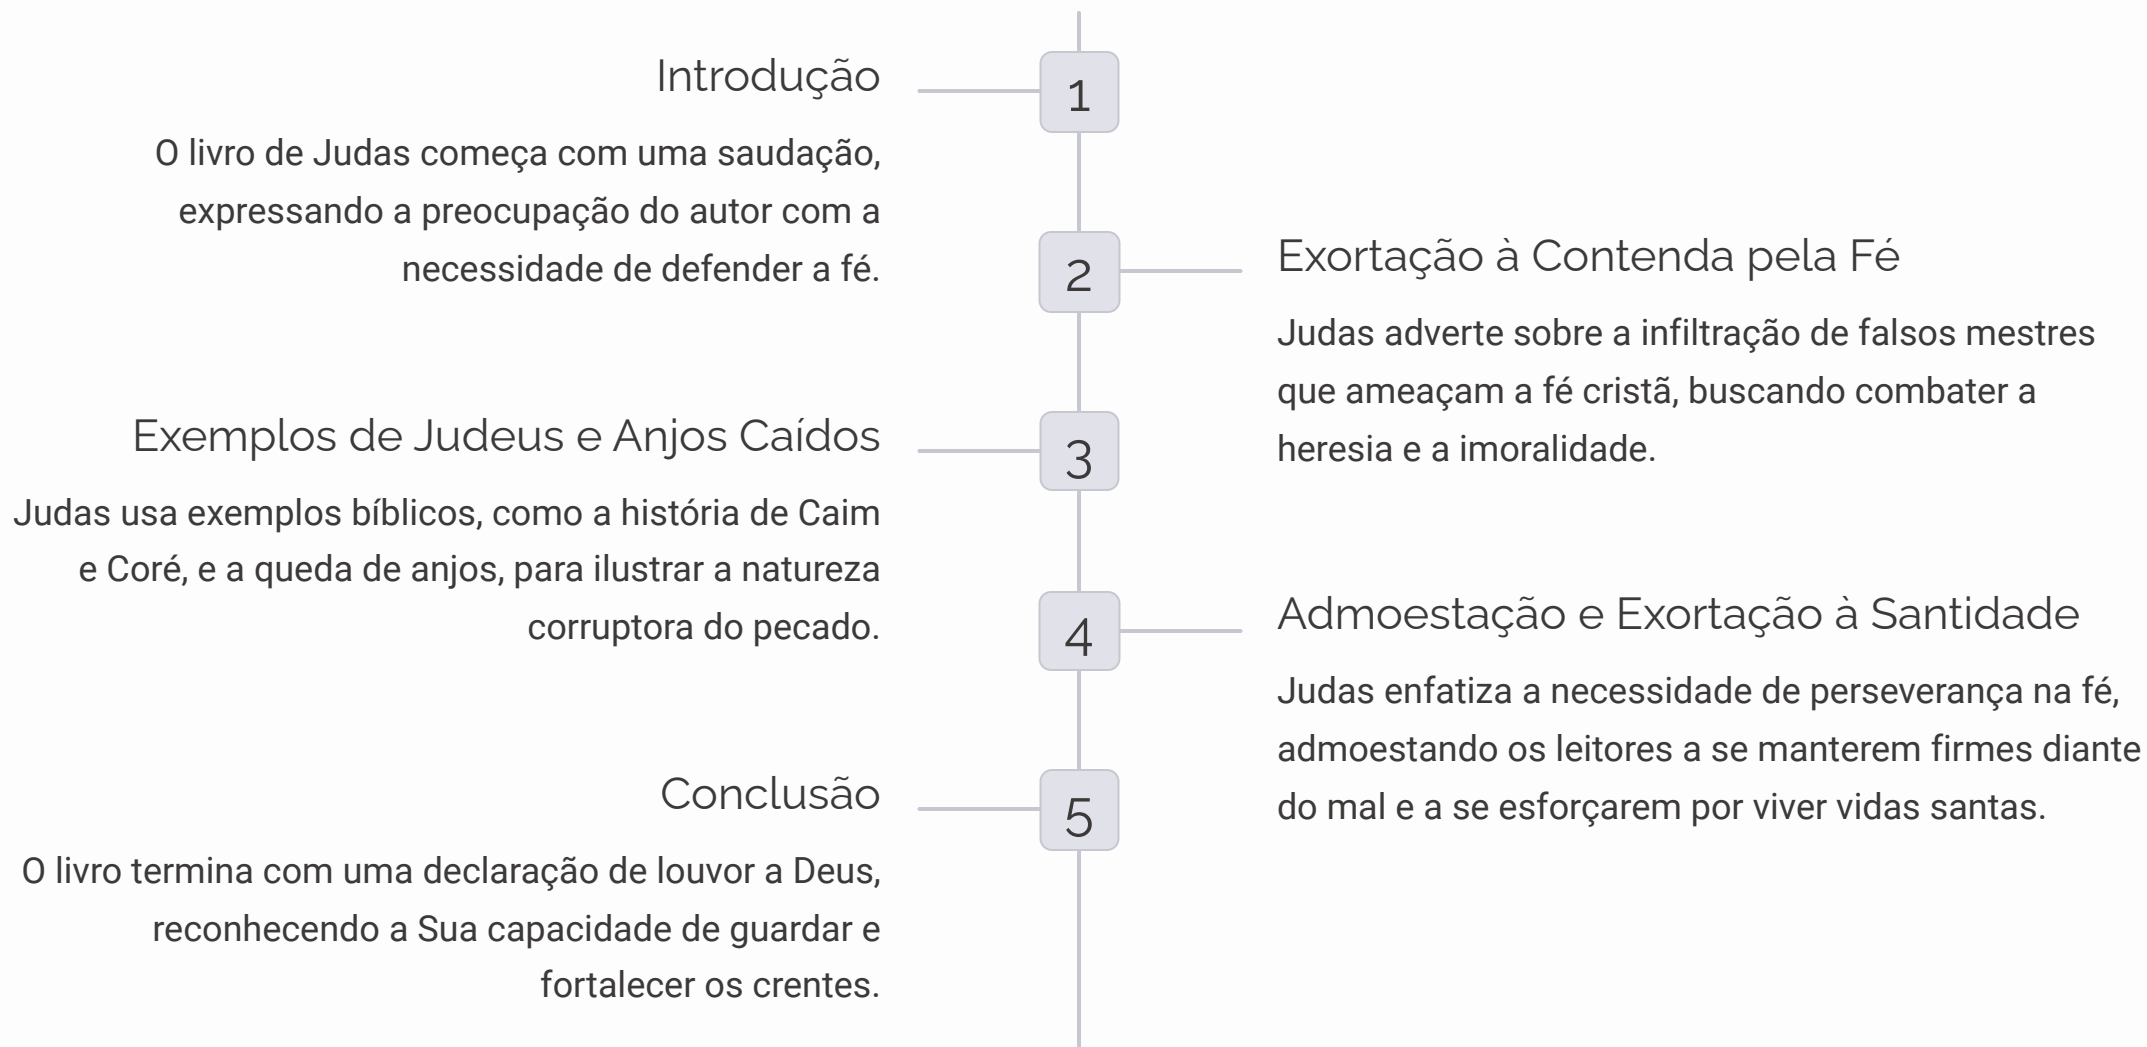 Introdução
1
O livro de Judas começa com uma saudação,
expressando a preocupação do autor com a
necessidade de defender a fé.
2
Exortação à Contenda pela Fé
Judas adverte sobre a infiltração de falsos mestres
que ameaçam a fé cristã, buscando combater a
heresia e a imoralidade.
Exemplos de Judeus e Anjos Caídos
3
Judas usa exemplos bíblicos, como a história de Caim
e Coré, e a queda de anjos, para ilustrar a natureza
corruptora do pecado.
4
Admoestação e Exortação à Santidade
Judas enfatiza a necessidade de perseverança na fé,
admoestando os leitores a se manterem firmes diante
do mal e a se esforçarem por viver vidas santas.
Conclusão
5
O livro termina com uma declaração de louvor a Deus,
reconhecendo a Sua capacidade de guardar e
fortalecer os crentes.